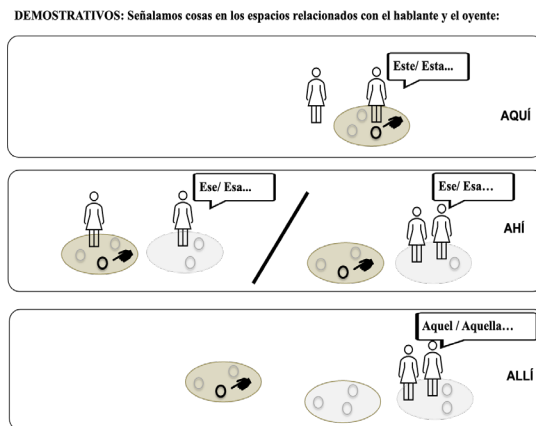 DEMOSTRATIVOS: Señalamos cosas en los espacios relacionados con el hablante y el oyente:
Este/ Esta...
AQUÍ
Ese/ Esa...
Ese/ Esa…
AHÍ
Aquel / Aquella…
ALLÍ